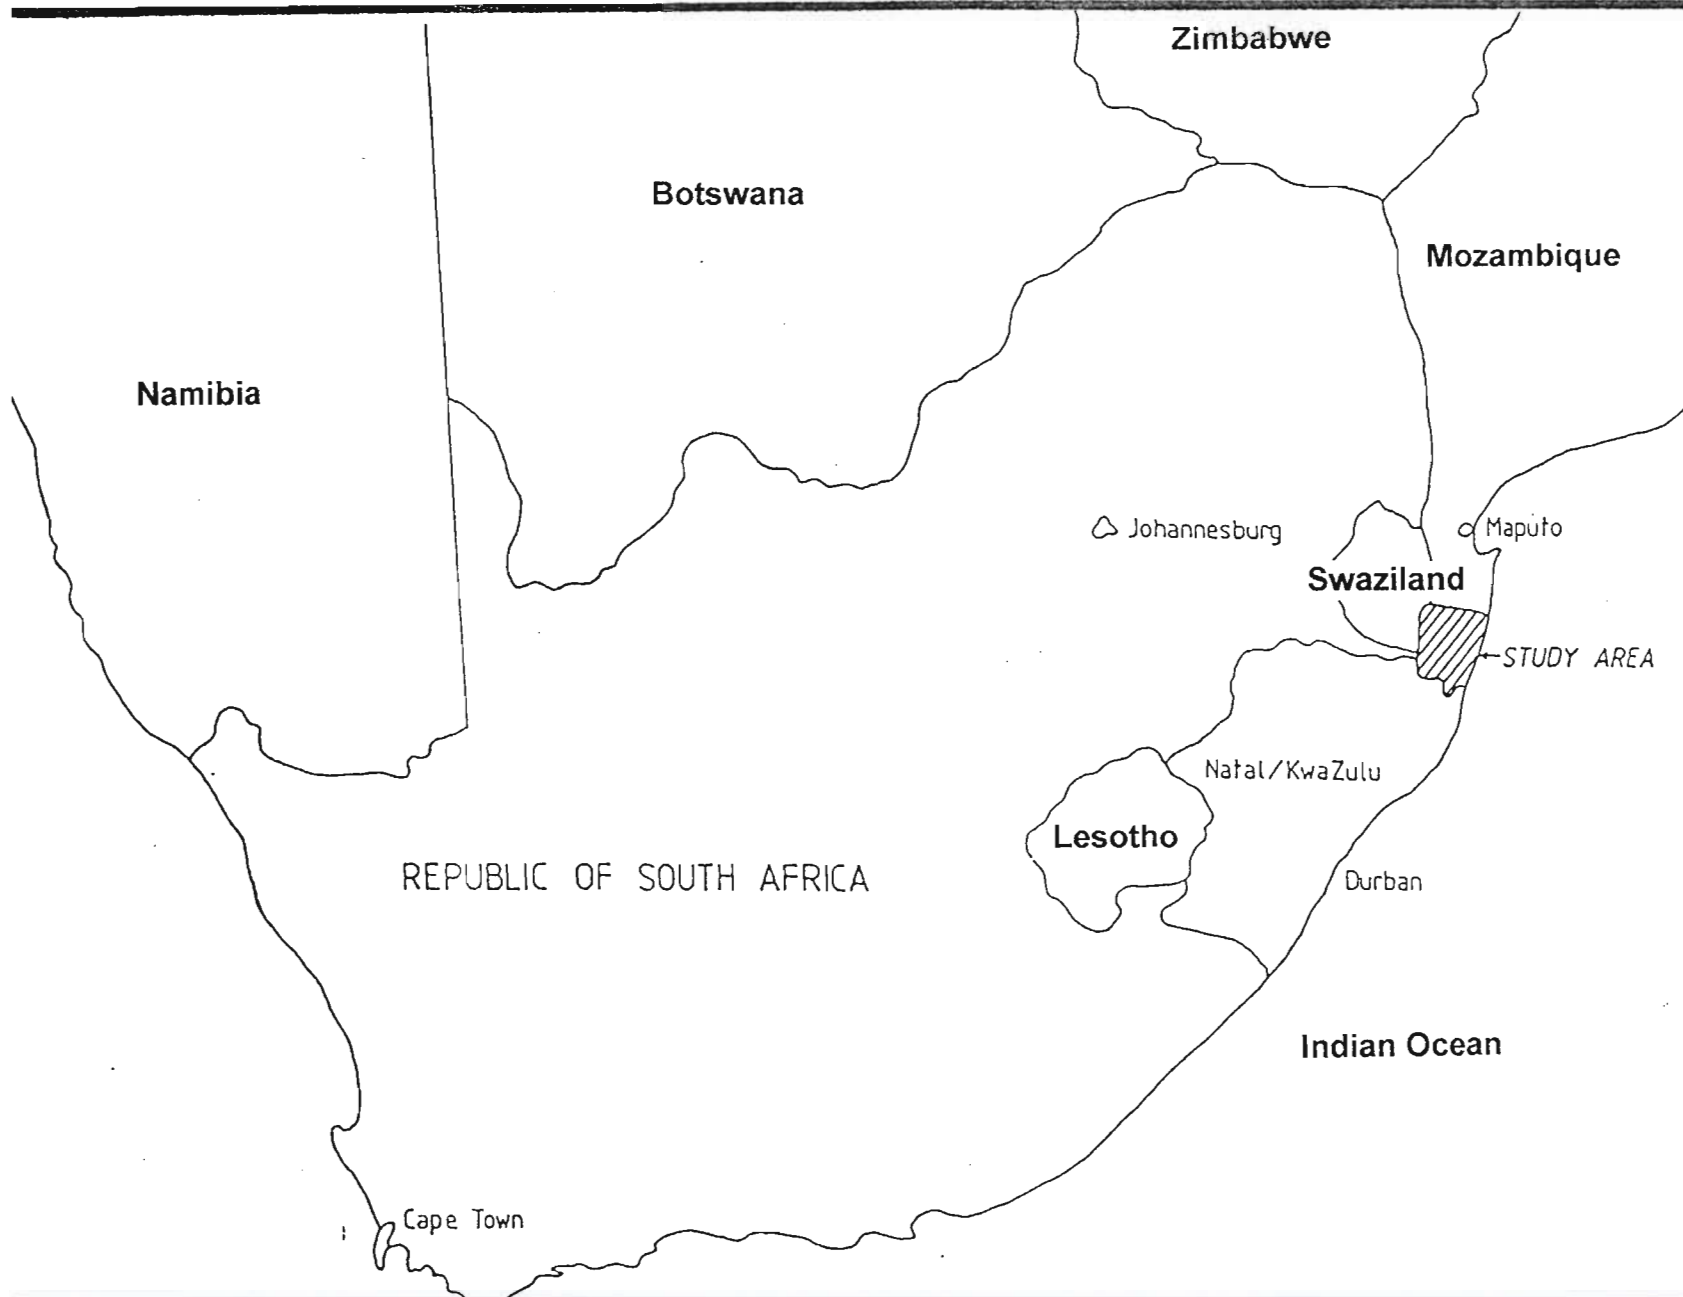 Zimbabwe
Botswana
Mozambique
Namibia
Johannesburg
Maputo
Swaziland
STUDY AREA
Natal/KwaZulu
Lesotho
REPUBLIC OF SOUTH AFRICA
Durban
Indian Ocean
Cape Town